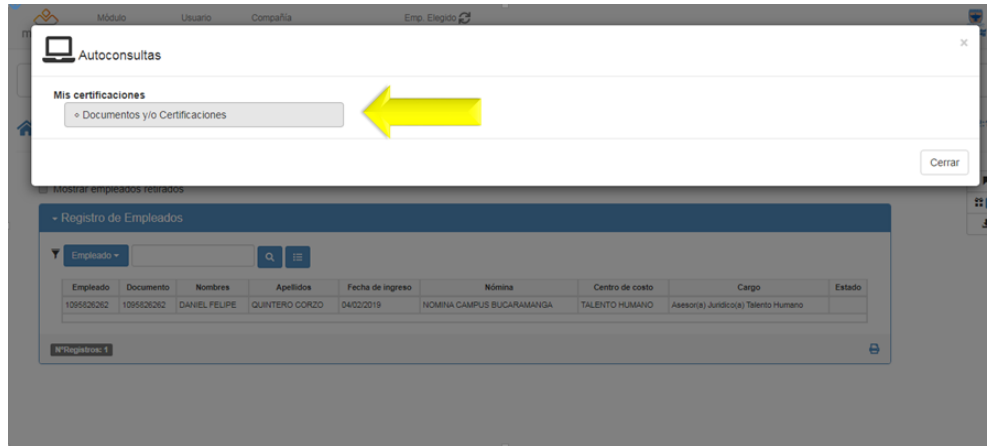 Módulo Usuario Compañía Emp. Elegido
Autoconsultas
×
Mis certificaciones
Documentos y/o Certificaciones
Cerrar
Mostrar empleados retirados
Registro de Empleados
Empleado
Empleado Documento Nombres Apellidos Fecha de ingreso Nómina Centro de costo Cargo Estado
1095826262 1095826262 DANIEL FELIPE QUINTERO CORZO 04/02/2019 NOMINA CAMPUS BUCARAMANGA TALENTO HUMANO Asesor(a) Juridico(a) Talento Humano
NºRegistros: 1